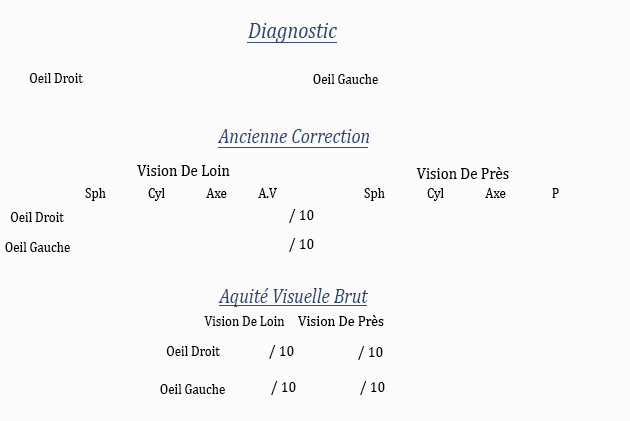 Diagnostic
Oeil Droit Oeil Gauche
Ancienne Correction
Vision De Loin Vision De Près
Sph Cyl Axe A.V Sph Cyl Axe P
Oeil Droit / 10
Oeil Gauche / 10
Aquité Visuelle Brut
Vision De Loin Vision De Près
Oeil Droit / 10 / 10
Oeil Gauche / 10 / 10